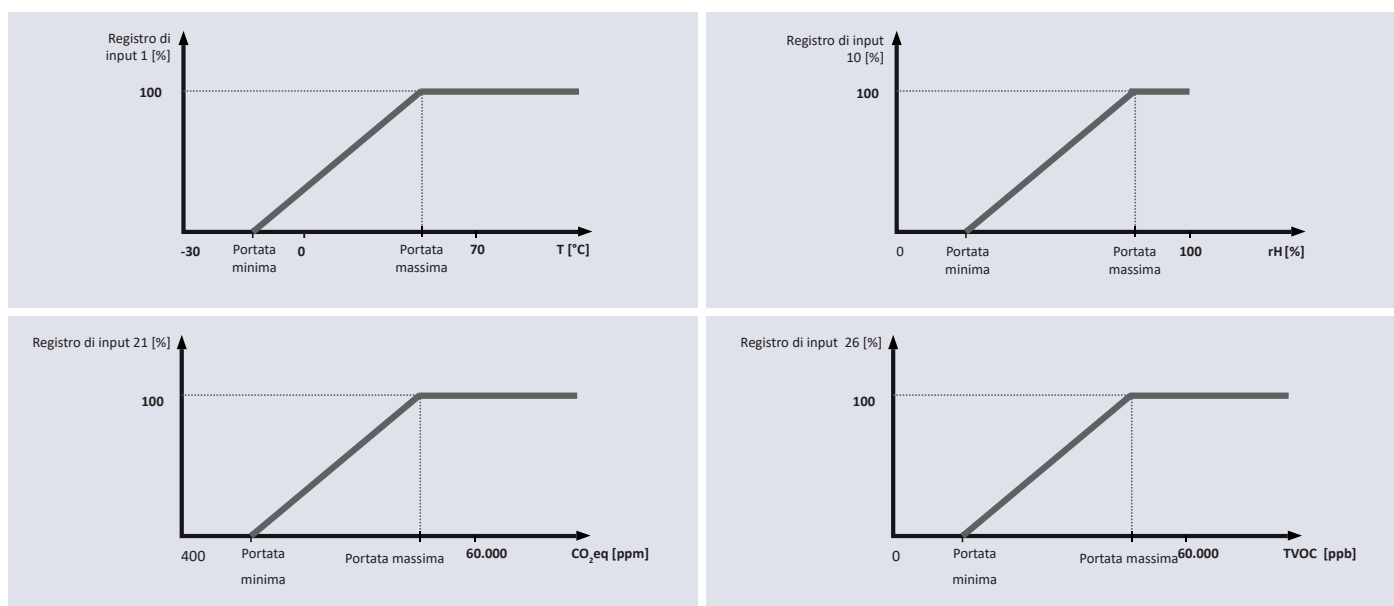 Registro di
input 1 [%]
100
-30
Portata
minima
0
Portata
massima
70
T [°C]
Registro di input
10 [%]
100
0
Portata
minima
Portata
massima
100
rH [%]
Registro di input 21 [%]
100
400
Portata
minima
Portata massima
60.000
CO₂eq [ppm]
Registro di input 26 [%]
100
0
Portata
minima
Portata massima
60.000
TVOC [ppb]